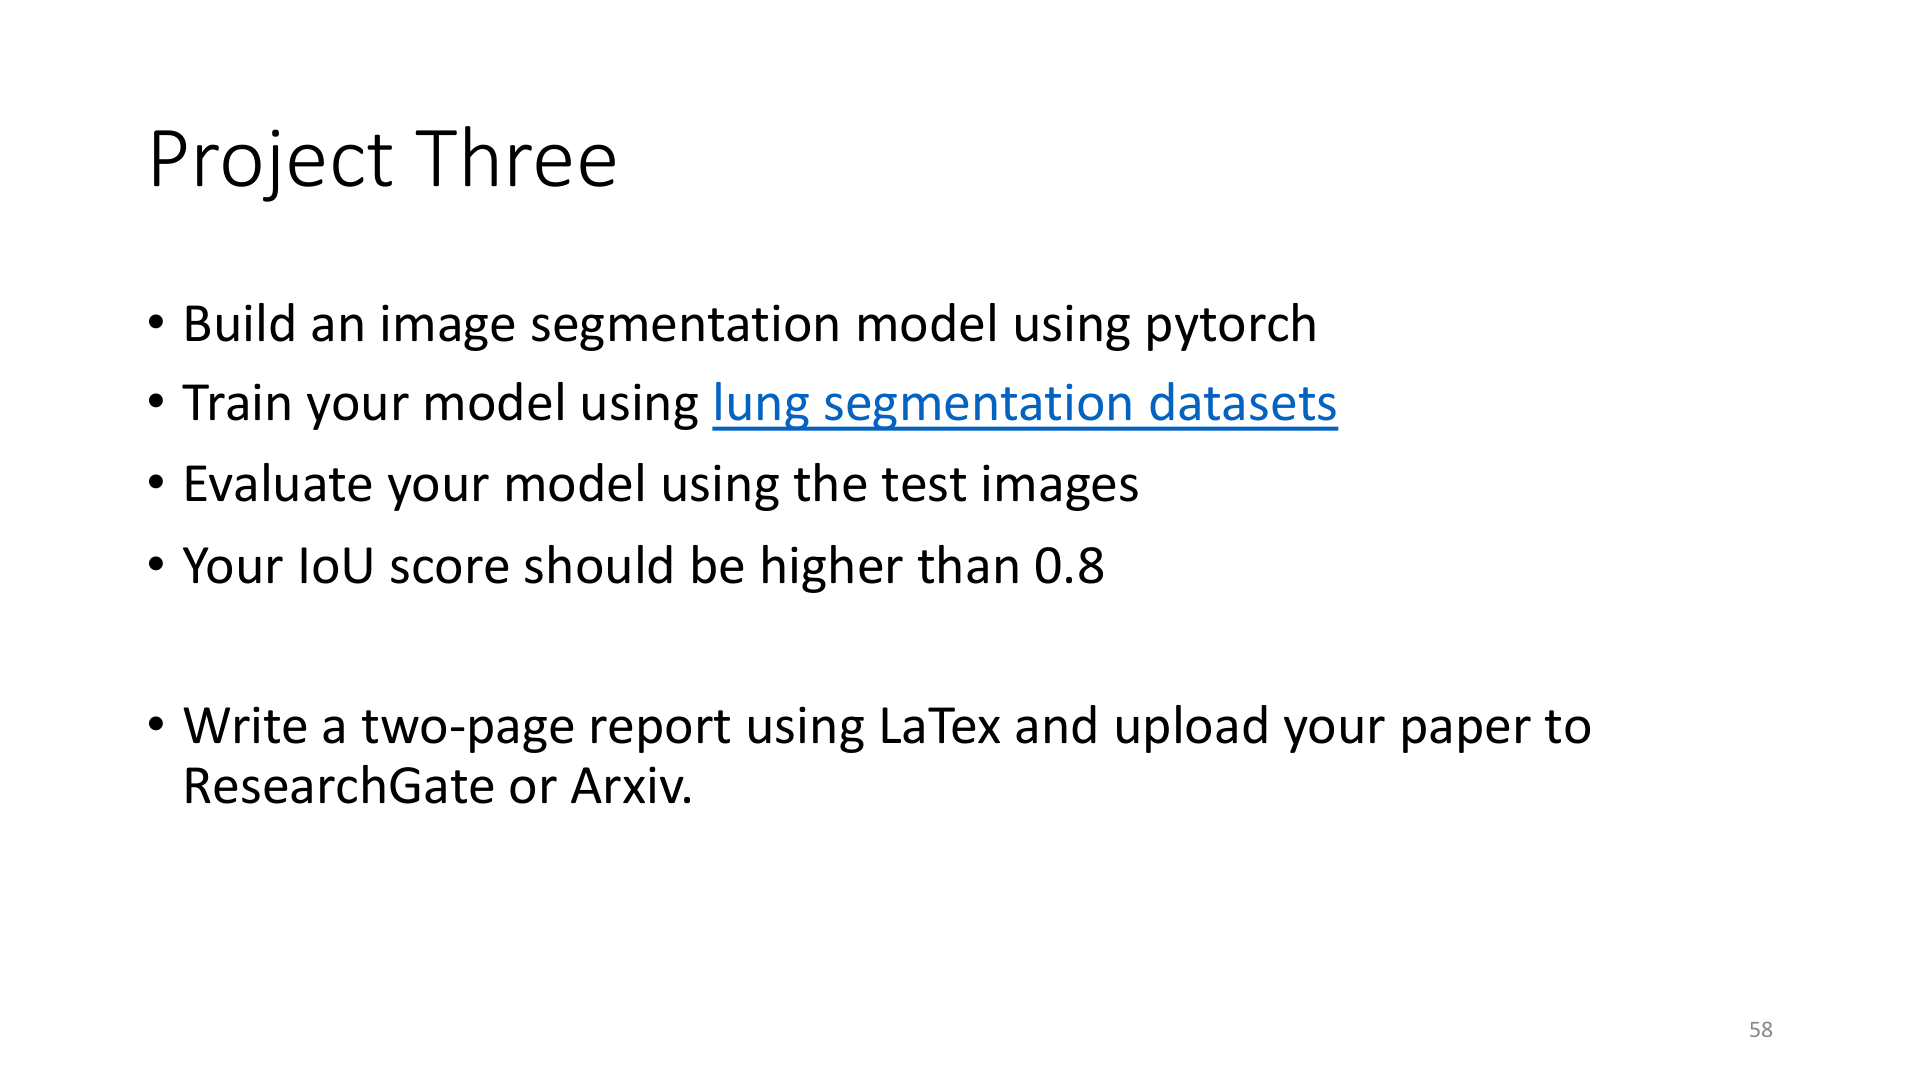 Project Three
• Build an image segmentation model using pytorch
• Train your model using lung segmentation datasets
• Evaluate your model using the test images
• Your IoU score should be higher than 0.8
• Write a two-page report using LaTex and upload your paper to
ResearchGate or Arxiv.
58